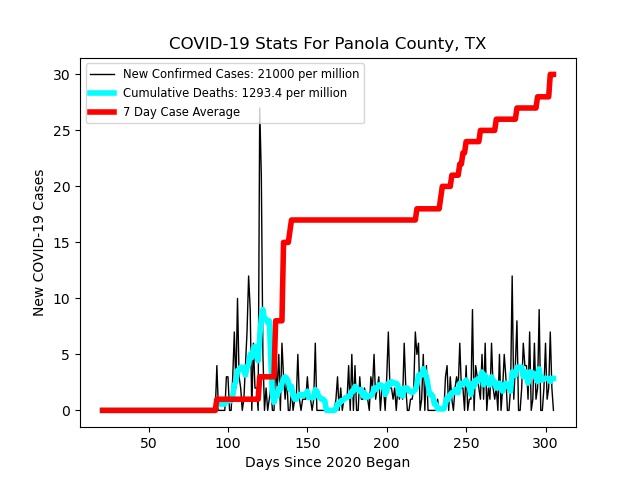 COVID-19 Stats For Panola County, TX
New Confirmed Cases: 21000 per million
Cumulative Deaths: 1293.4 per million
7 Day Case Average
30
25
20
15
10
5
0
New COVID-19 Cases
50 100 150 200 250 300
Days Since 2020 Began